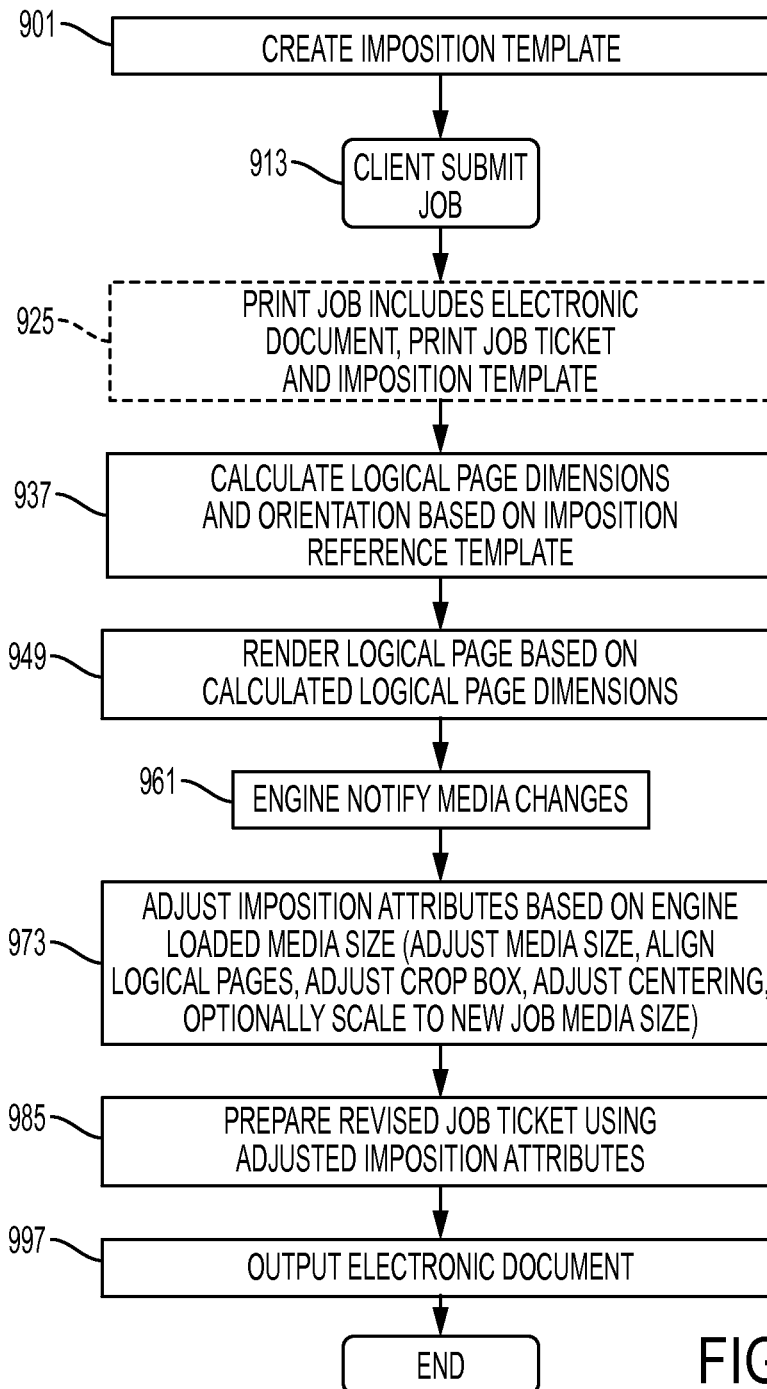 901
CREATE IMPOSITION TEMPLATE
913
CLIENT SUBMIT
JOB
925
PRINT JOB INCLUDES ELECTRONIC
DOCUMENT, PRINT JOB TICKET
AND IMPOSITION TEMPLATE
937
CALCULATE LOGICAL PAGE DIMENSIONS
AND ORIENTATION BASED ON IMPOSITION
REFERENCE TEMPLATE
949
RENDER LOGICAL PAGE BASED ON
CALCULATED LOGICAL PAGE DIMENSIONS
961
ENGINE NOTIFY MEDIA CHANGES
973
ADJUST IMPOSITION ATTRIBUTES BASED ON ENGINE
LOADED MEDIA SIZE (ADJUST MEDIA SIZE, ALIGN
LOGICAL PAGES, ADJUST CROP BOX, ADJUST CENTERING,
OPTIONALLY SCALE TO NEW JOB MEDIA SIZE)
985
PREPARE REVISED JOB TICKET USING
ADJUSTED IMPOSITION ATTRIBUTES
997
OUTPUT ELECTRONIC DOCUMENT
END
FIG